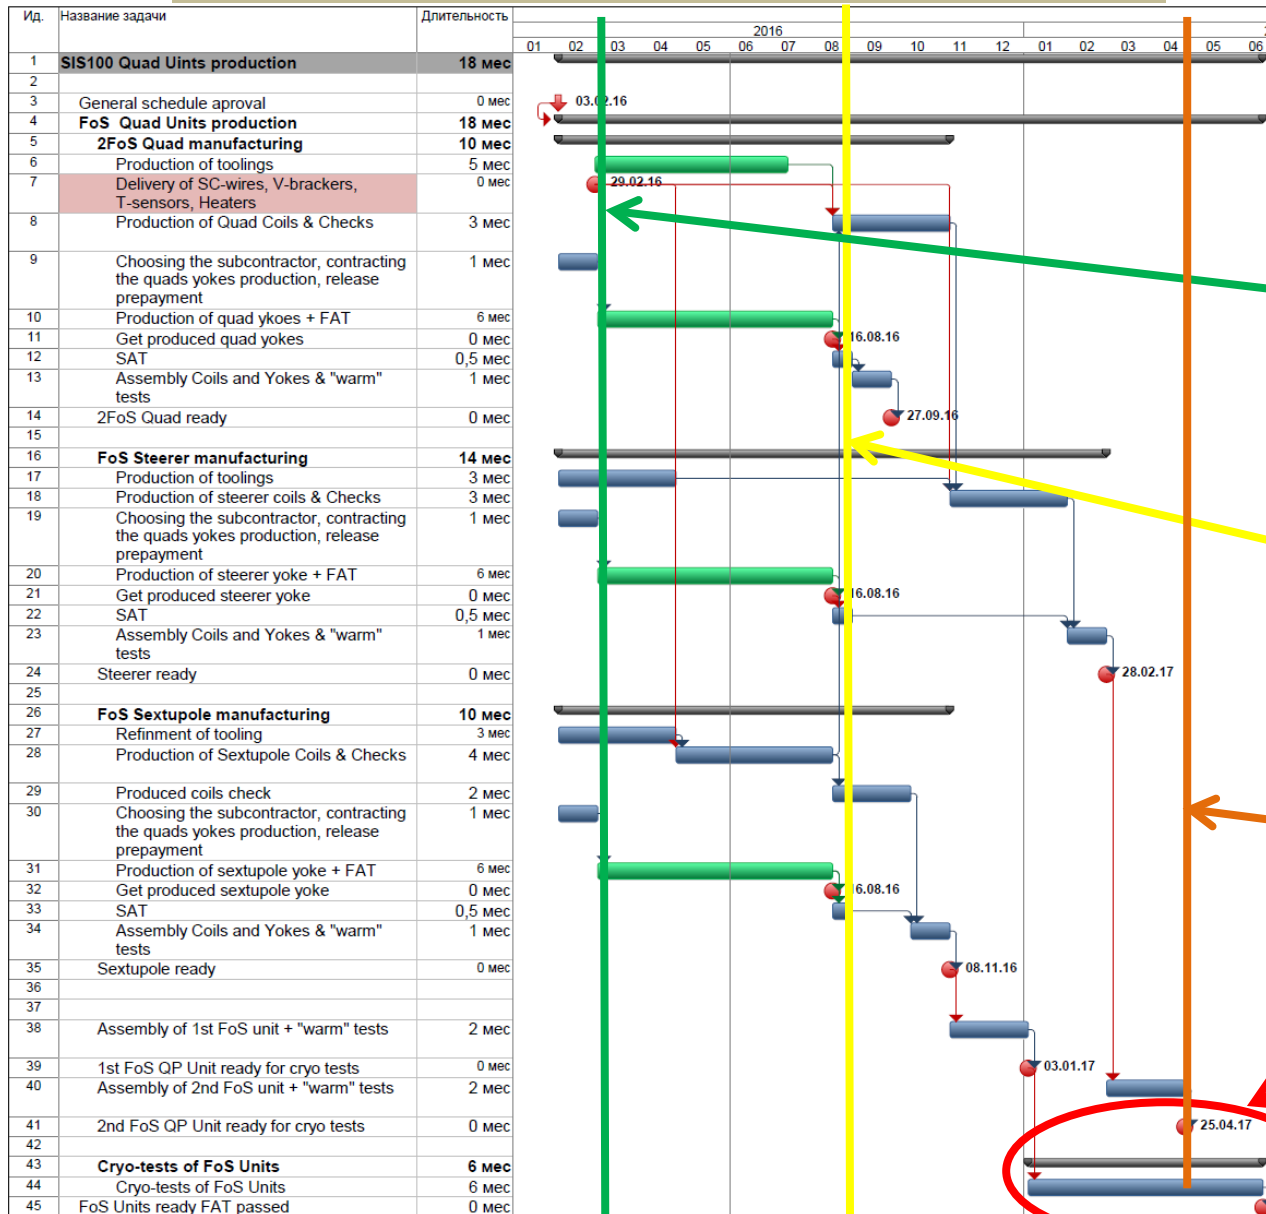 Ид. Название задачи Длительность
2016
01 02 03 04 05 06 07 08 09 10 11 12 01 02 03 04 05 06
1 SIS100 Quad Uints production 18 мес
2
3 General schedule aproval 0 мес 03.02.16
4 FoS Quad Units production 18 мес
5 2FoS Quad manufacturing 10 мес
6 Production of toolings 5 мес
7 Delivery of SC-wires, V-brackers, 0 мес 29.02.16
T-sensors, Heaters
8 Production of Quad Coils & Checks 3 мес
9 Choosing the subcontractor, contracting 1 мес
the quads yokes production, release
prepayment
10 Production of quad ykoes + FAT 6 мес
11 Get produced quad yokes 0 мес 16.08.16
12 SAT 0,5 мес
13 Assembly Coils and Yokes & "warm" 1 мес
tests
14 2FoS Quad ready 0 мес 27.09.16
15
16 FoS Steerer manufacturing 14 мес
17 Production of toolings 3 мес
18 Production of steerer coils & Checks 3 мес
19 Choosing the subcontractor, contracting 1 мес
the quads yokes production, release
prepayment
20 Production of steerer yoke + FAT 6 мес
21 Get produced steerer yoke 0 мес 16.08.16
22 SAT 0,5 мес
23 Assembly Coils and Yokes & "warm" 1 мес
tests
24 Steerer ready 0 мес 28.02.17
25
26 FoS Sextupole manufacturing 10 мес
27 Refinment of tooling 3 мес
28 Production of Sextupole Coils & Checks 4 мес
29 Produced coils check 2 мес
30 Choosing the subcontractor, contracting 1 мес
the quads yokes production, release
prepayment
31 Production of sextupole yoke + FAT 6 мес
32 Get produced sextupole yoke 0 мес 16.08.16
33 SAT 0,5 мес
34 Assembly Coils and Yokes & "warm" 1 мес
tests
35 Sextupole ready 0 мес 08.11.16
36
37
38 Assembly of 1st FoS unit + "warm" tests 2 мес
39 1st FoS QP Unit ready for cryo tests 0 мес 03.01.17
40 Assembly of 2nd FoS unit + "warm" tests 2 мес
41 2nd FoS QP Unit ready for cryo tests 0 мес 25.04.17
42
43 Cryo-tests of FoS Units 6 мес
44 Cryo-tests of FoS Units 6 мес
45 FoS Units ready FAT passed 0 мес